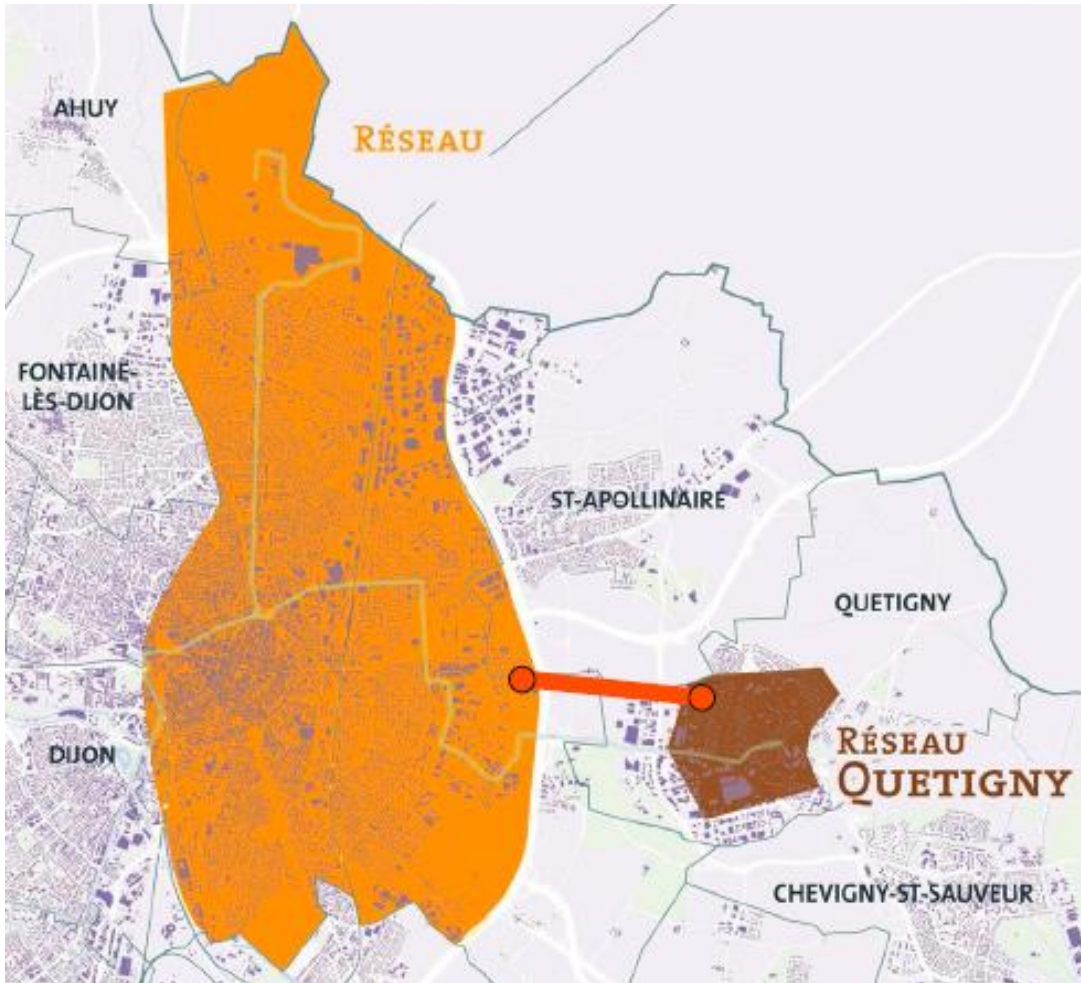 AHUY
RÉSEAU
FONTAINE-
LÈS-DIJON
ST-APOLLINAIRE
QUETIGNY
DIJON
RÉSEAU
QUETIGNY
CHEVIGNY-ST-SAUVEUR